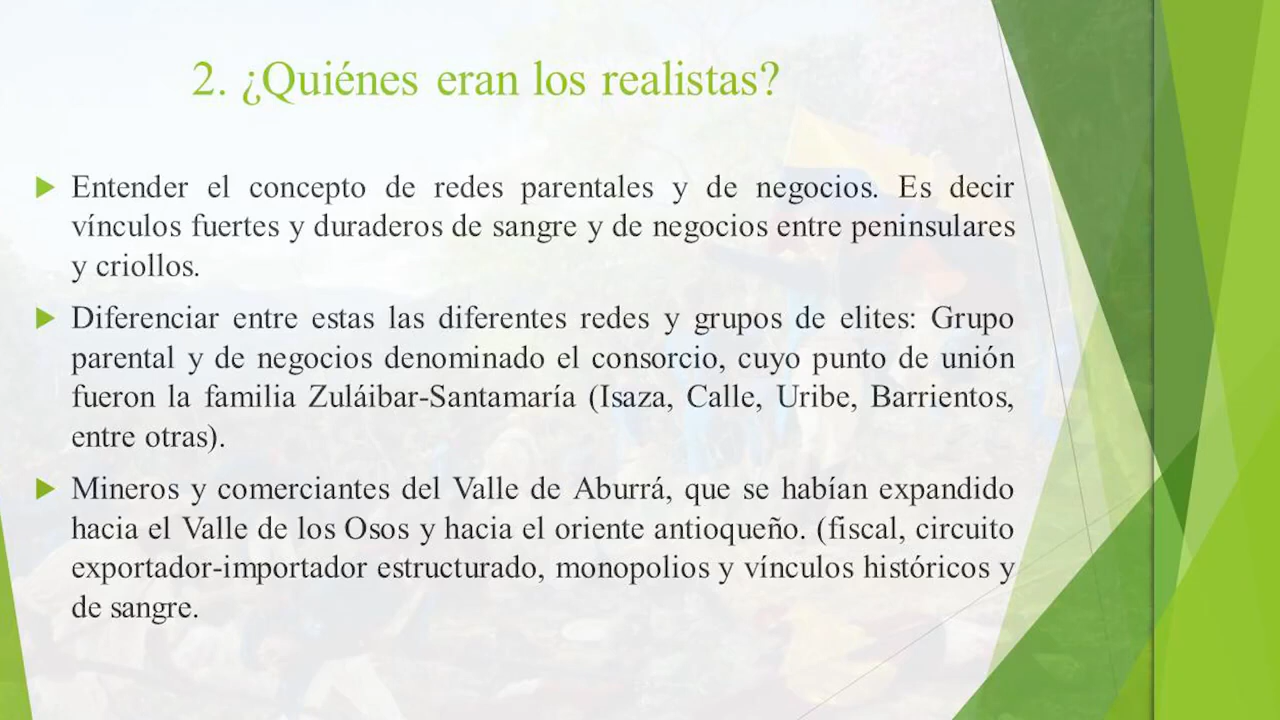 2. ¿Quiénes eran los realistas?
Entender el concepto de redes parentales y de negocios. Es decir
vínculos fuertes y duraderos de sangre y de negocios entre peninsulares
y criollos.
Diferenciar entre estas las diferentes redes y grupos de elites: Grupo
parental y de negocios denominado el consorcio, cuyo punto de unión
fueron la familia Zuláibar-Santamaría (Isaza, Calle, Uribe, Barrientos,
entre otras).
Mineros y comerciantes del Valle de Aburrá, que se habían expandido
hacia el Valle de los Osos y hacia el oriente antioqueño. (fiscal, circuito
exportador-importador estructurado, monopolios y vínculos históricos y
de sangre.